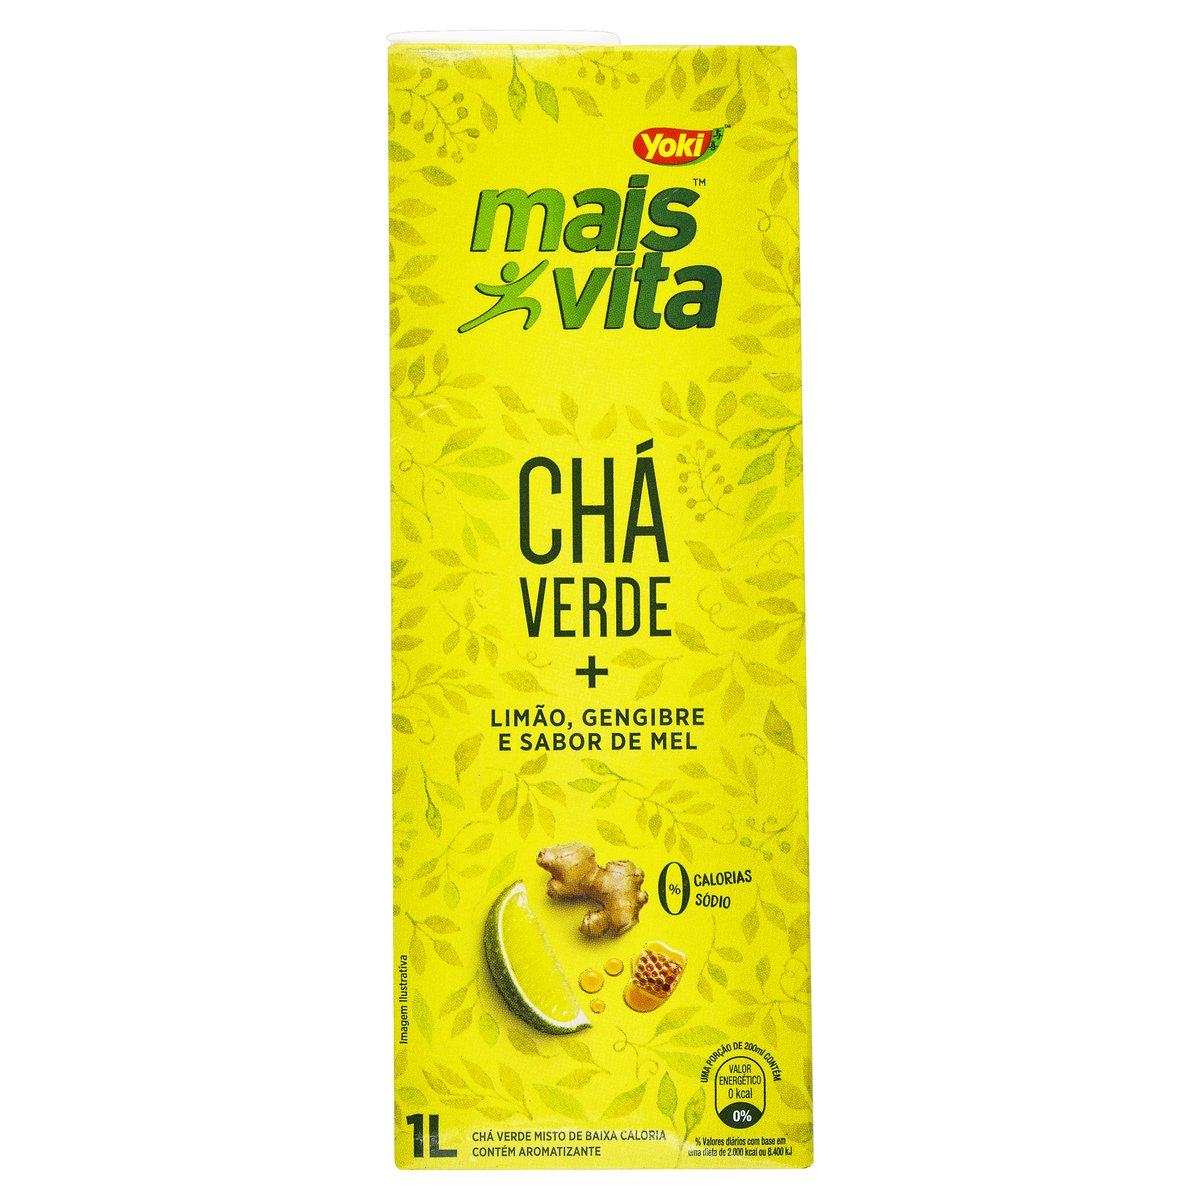 Yoki™
mais™
vita
CHÁ
VERDE
+
LIMÃO, GENGIBRE
E SABOR DE MEL
0% CALORIAS
SÓDIO
Imagem Ilustrativa
UMA PORÇÃO DE 200ml CONTÉM
VALOR
ENERGÉTICO
0 kcal
0%
% Valores diários com base em
uma dieta de 2.000 kcal ou 8.400 kJ
1L
CHÁ VERDE MISTO DE BAIXA CALORIA
CONTÉM AROMATIZANTE